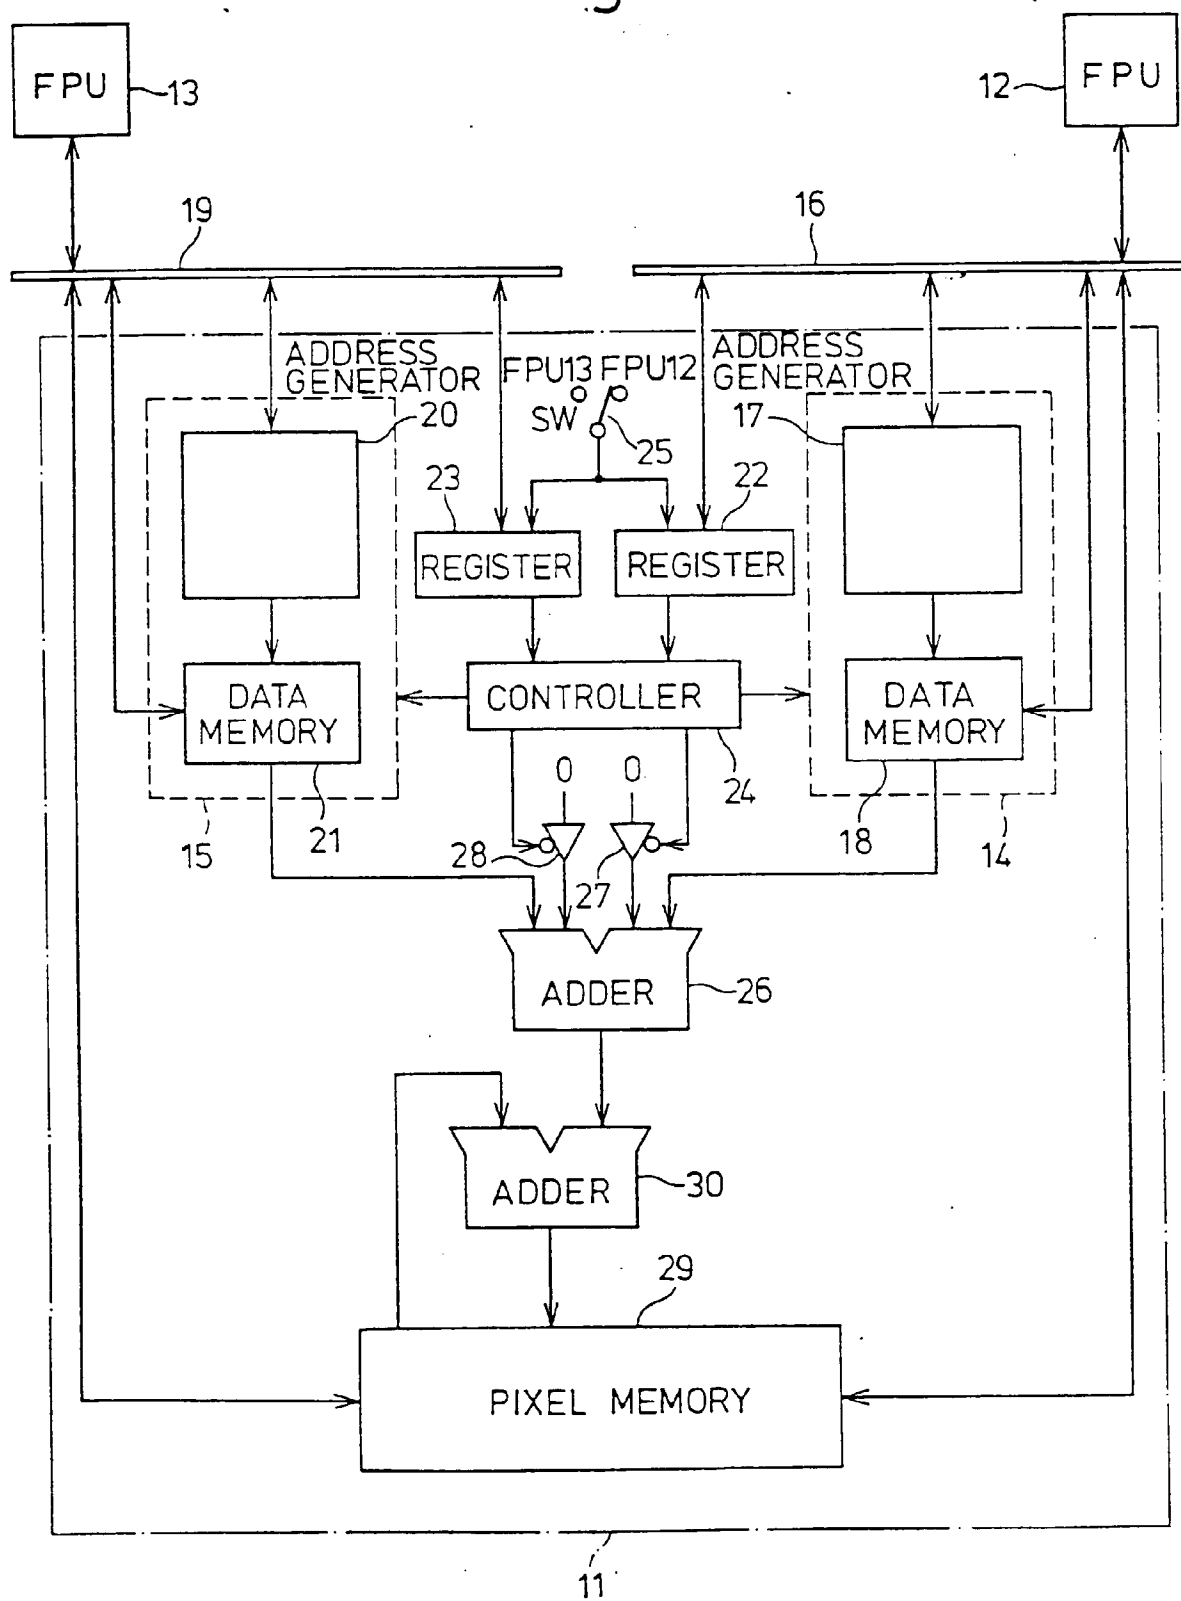 FPU
13
12
FPU
19
16
ADDRESS
GENERATOR
FPU13 FPU12
SW
25
ADDRESS
GENERATOR
20
17
23
22
REGISTER
REGISTER
DATA
MEMORY
CONTROLLER
DATA
MEMORY
0
0
24
15
21
28
27
18
14
ADDER
26
ADDER
30
29
PIXEL MEMORY
11